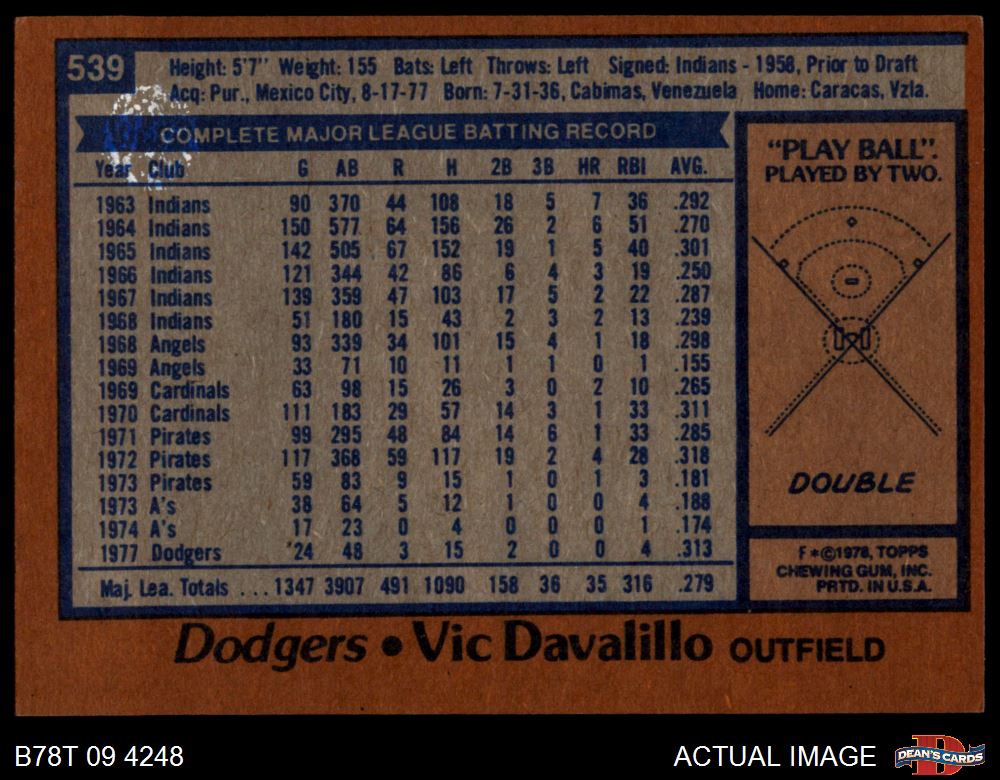 539
Height: 5'7" Weight: 155 Bats: Left Throws: Left Signed: Indians - 1958, Prior to Draft
Acq: Pur., Mexico City, 8-17-77 Born: 7-31-36, Cabimas, Venezuela Home: Caracas, Vzla.
COMPLETE MAJOR LEAGUE BATTING RECORD
Year Club G AB R H 2B 3B HR RBI AVG.
1963 Indians 90 370 44 108 18 5 7 36 .292
1964 Indians 150 577 64 156 26 2 6 51 .270
1965 Indians 142 505 67 152 19 1 5 40 .301
1966 Indians 121 344 42 86 6 4 3 19 .250
1967 Indians 139 359 47 103 17 5 2 22 .287
1968 Indians 51 180 15 43 2 3 2 13 .239
1968 Angels 93 339 34 101 15 4 1 18 .298
1969 Angels 33 71 10 11 1 1 0 1 .155
1969 Cardinals 63 98 15 26 3 0 2 10 .265
1970 Cardinals 111 183 29 57 14 3 1 33 .311
1971 Pirates 99 295 48 84 14 6 1 33 .285
1972 Pirates 117 368 59 117 19 2 4 28 .318
1973 Pirates 59 83 9 15 1 0 1 3 .181
1973 A's 38 64 5 12 1 0 0 4 .188
1974 A's 17 23 0 4 0 0 0 1 .174
1977 Dodgers 24 48 3 15 2 0 0 4 .313
Maj. Lea. Totals ... 1347 3907 491 1090 158 36 35 316 .279
"PLAY BALL".
PLAYED BY TWO.
DOUBLE
F *©1978, TOPPS
CHEWING GUM, INC.
PRTD. IN U.S.A.
Dodgers • Vic Davalillo OUTFIELD
B78T 09 4248
ACTUAL IMAGE
D
DEAN'S CARDS